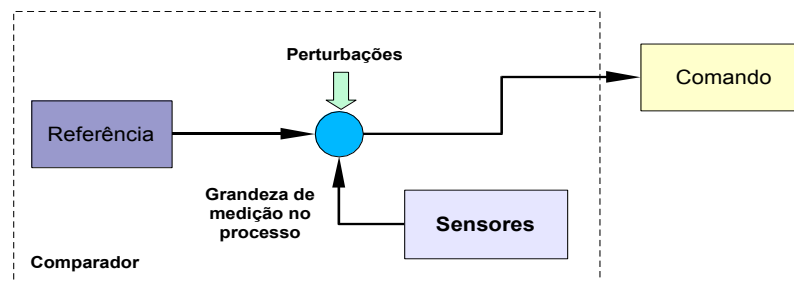 Perturbações
Comando
Referência
Grandeza de
medição no
processo
Sensores
Comparador